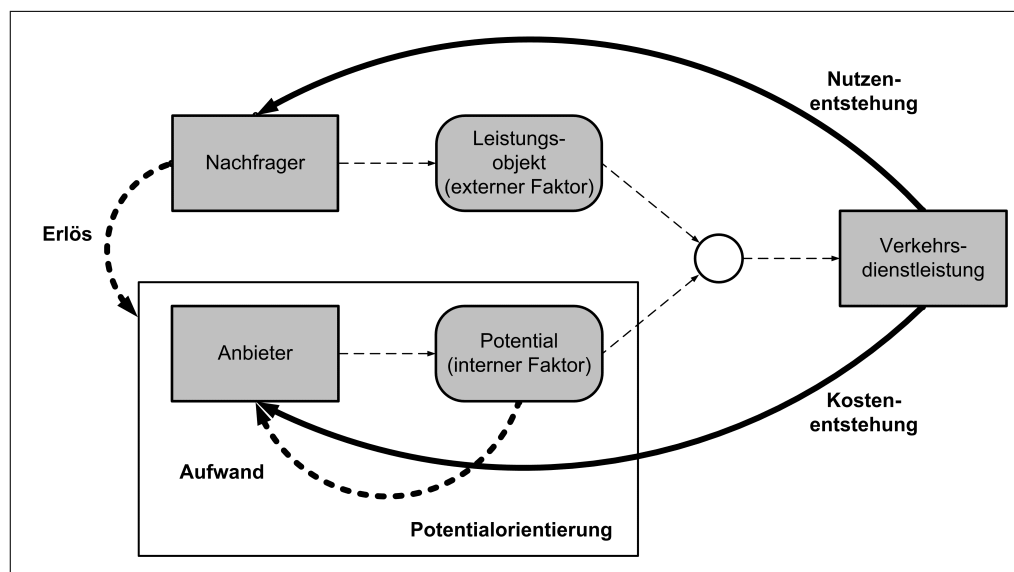 Nutzen-
entstehung
Nachfrager
Leistungs-
objekt
(externer Faktor)
Erlös
Verkehrs-
dienstleistung
Anbieter
Potential
(interner Faktor)
Kosten-
entstehung
Aufwand
Potentialorientierung